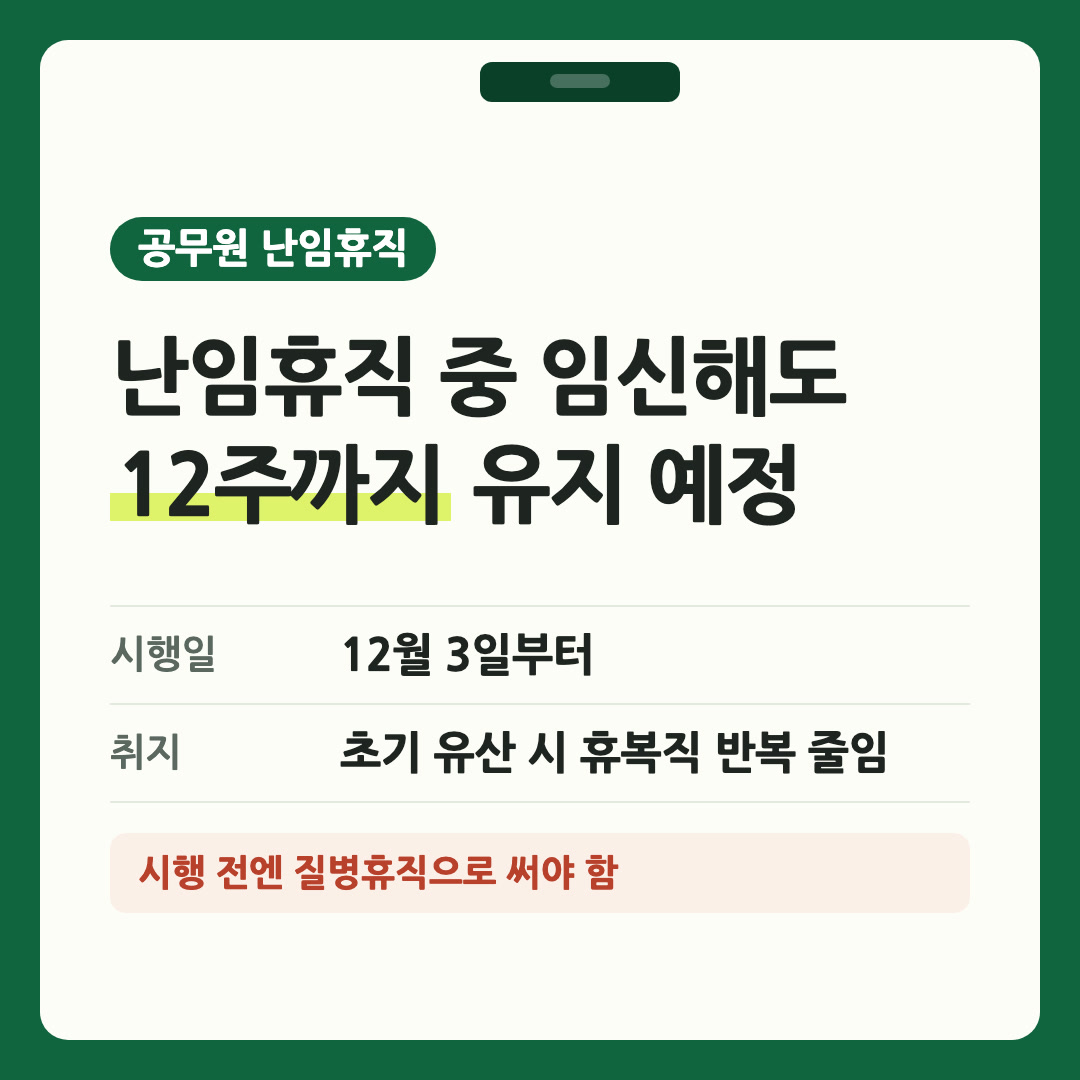 공무원 난임휴직
난임휴직 중 임신해도
12주까지 유지 예정
시행일 12월 3일부터
취지 초기 유산 시 휴복직 반복 줄임
시행 전엔 질병휴직으로 써야 함